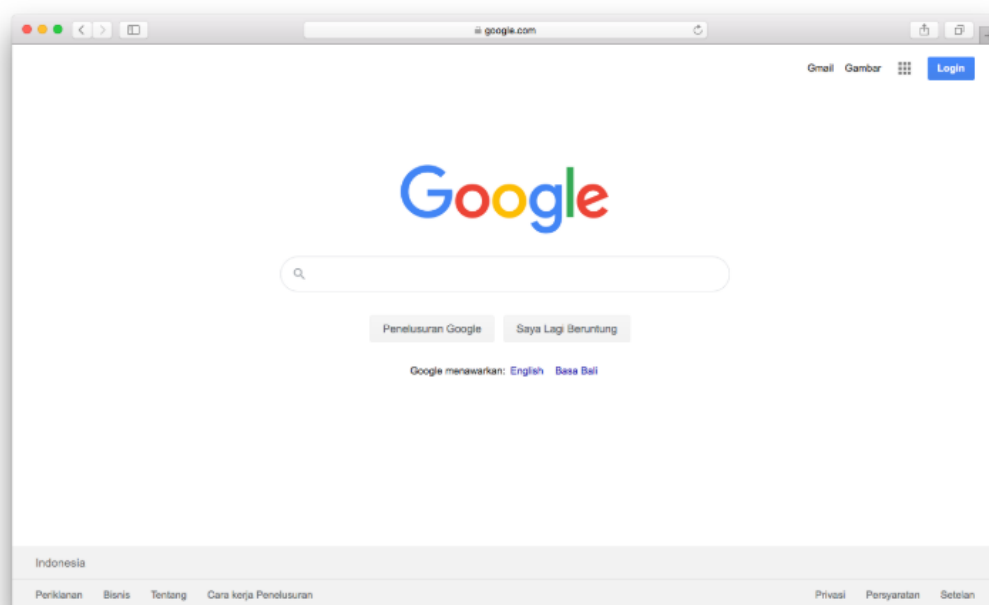 google.com
Gmail Gambar Login
Google
Penelusuran Google Saya Lagi Beruntung
Google menawarkan: English Basa Bali
Indonesia
Periklanan Bisnis Tentang Cara kerja Penelusuran Privasi Persyaratan Setelan